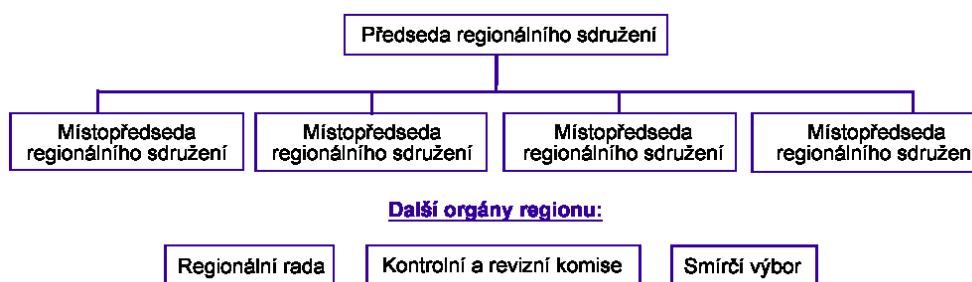 Předseda regionálního sdružení
Místopředseda Místopředseda Místopředseda Místopředseda
regionálního sdružení regionálního sdružení regionálního sdružení regionálního sdružen
Další orgány regionu:
Regionální rada Kontrolní a revizní komise Smírčí výbor